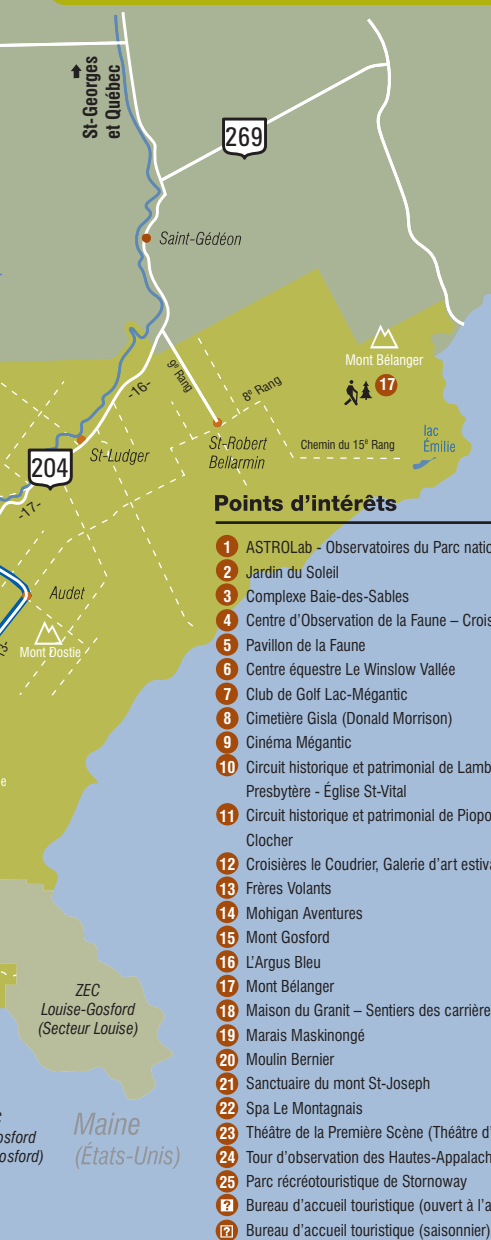 St-Georges
et Québec
269
Saint-Gédéon
Mont Bélanger
17
9e Rang
8e Rang
-16-
lac
Émilie
St-Robert
Bellarmin
Chemin du 15e Rang
St-Ludger
204
-17-
Audet
Mont Dostie
Points d'intérêts
1 ASTROLab - Observatoires du Parc natio
2 Jardin du Soleil
3 Complexe Baie-des-Sables
4 Centre d'Observation de la Faune – Crois
5 Pavillon de la Faune
6 Centre équestre Le Winslow Vallée
7 Club de Golf Lac-Mégantic
8 Cimetière Gisla (Donald Morrison)
9 Cinéma Mégantic
10 Circuit historique et patrimonial de Lamb
Presbytère - Église St-Vital
11 Circuit historique et patrimonial de Piopo
Clocher
12 Croisières le Coudrier, Galerie d'art estiva
13 Frères Volants
14 Mohigan Aventures
15 Mont Gosford
16 L'Argus Bleu
17 Mont Bélanger
18 Maison du Granit – Sentiers des carrière
19 Marais Maskinongé
20 Moulin Bernier
21 Sanctuaire du mont St-Joseph
22 Spa Le Montagnais
23 Théâtre de la Première Scène (Théâtre d'
24 Tour d'observation des Hautes-Appalach
25 Parc récréotouristique de Stornoway
? Bureau d'accueil touristique (ouvert à l'a
? Bureau d'accueil touristique (saisonnier)
ZEC
Louise-Gosford
(Secteur Louise)
osford
osford)
Maine
(États-Unis)